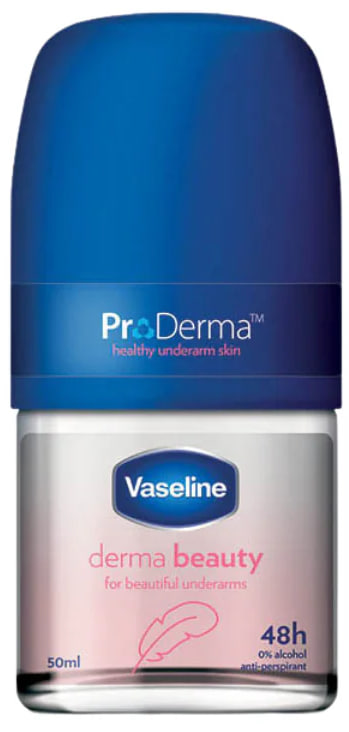 ProDerma™
healthy underarm skin
Vaseline
derma beauty
for beautiful underarms
48h
0% alcohol
anti-perspirant
50ml